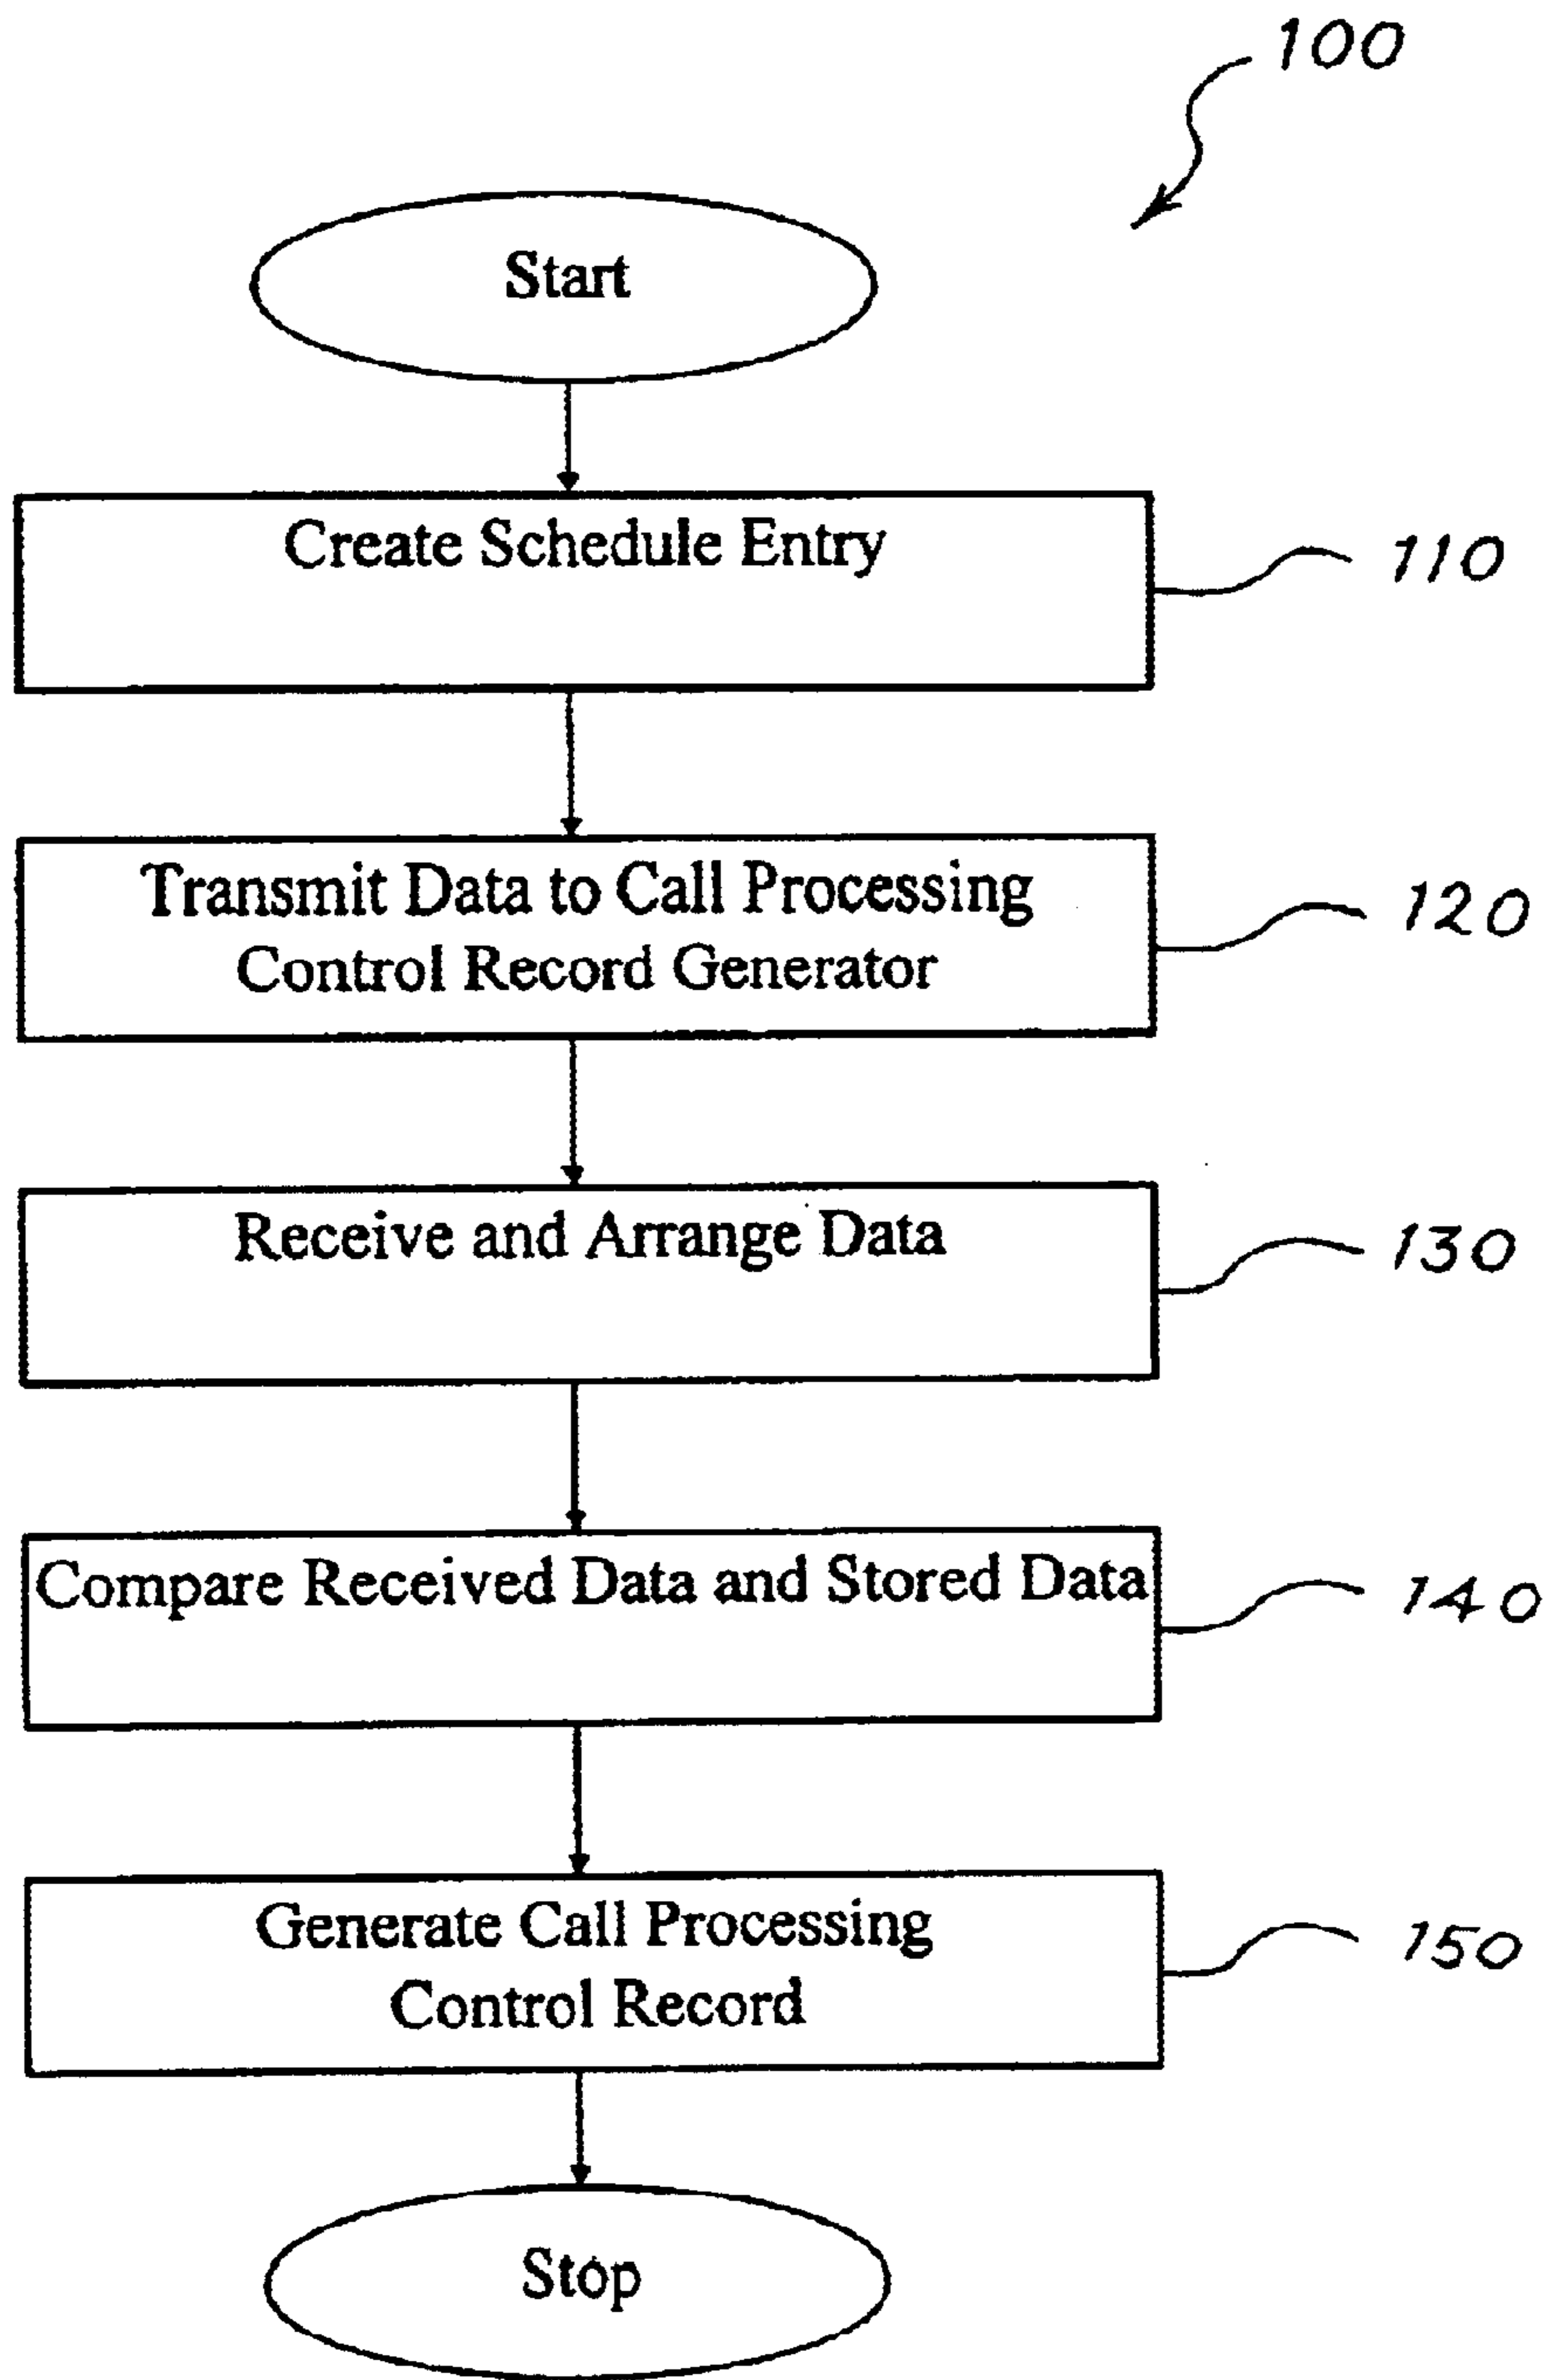 100
Start
Create Schedule Entry
110
Transmit Data to Call Processing
Control Record Generator
120
Receive and Arrange Data
130
Compare Received Data and Stored Data
140
Generate Call Processing
Control Record
150
Stop